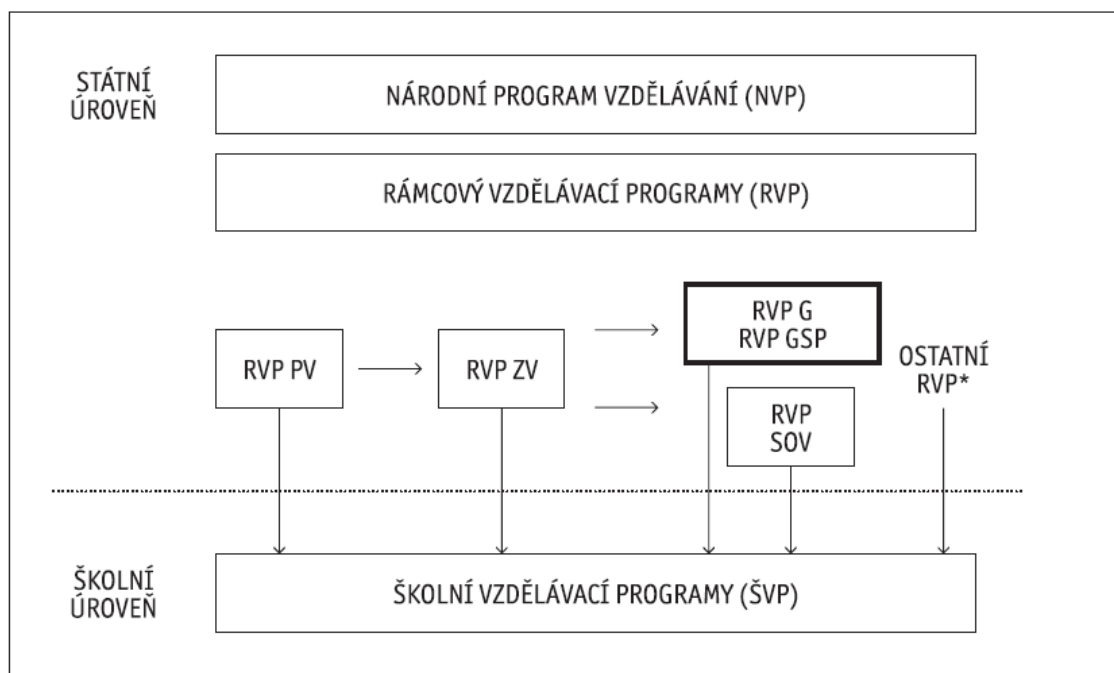 STÁTNÍ
ÚROVEŇ
NÁRODNÍ PROGRAM VZDĚLÁVÁNÍ (NVP)
RÁMCOVÝ VZDĚLÁVACÍ PROGRAMY (RVP)
RVP PV
RVP ZV
RVP G
RVP GSP
RVP
SOV
OSTATNÍ
RVP*
ŠKOLNÍ
ÚROVEŇ
ŠKOLNÍ VZDĚLÁVACÍ PROGRAMY (ŠVP)